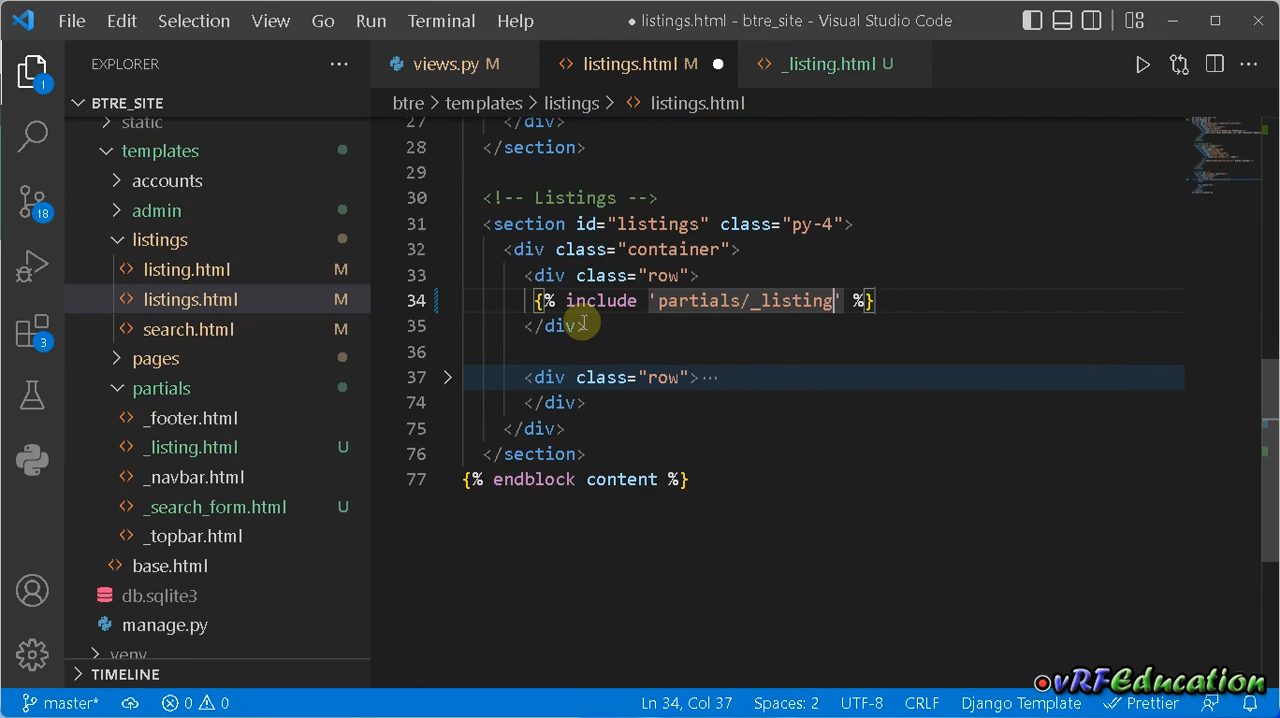 File Edit Selection View Go Run Terminal Help
● listings.html - btre_site - Visual Studio Code
EXPLORER ···
views.py M
listings.html M
_listing.html U
BTRE_SITE
btre > templates > listings > listings.html
static
templates
accounts
admin
listings
listing.html M
listings.html M
search.html M
pages
partials
_footer.html
_listing.html U
_navbar.html
_search_form.html U
_topbar.html
base.html
db.sqlite3
manage.py
venv
TIMELINE
1
18
3
27 </div>
28 </section>
29
30 <!-- Listings -->
31 <section id="listings" class="py-4">
32 <div class="container">
33 <div class="row">
34 {% include 'partials/_listing' %}
35 </div>
36
37 <div class="row">···
74 </div>
75 </div>
76 </section>
77 {% endblock content %}
vRFEducation
master* 0 0 Ln 34, Col 37 Spaces: 2 UTF-8 CRLF Django Template Prettier